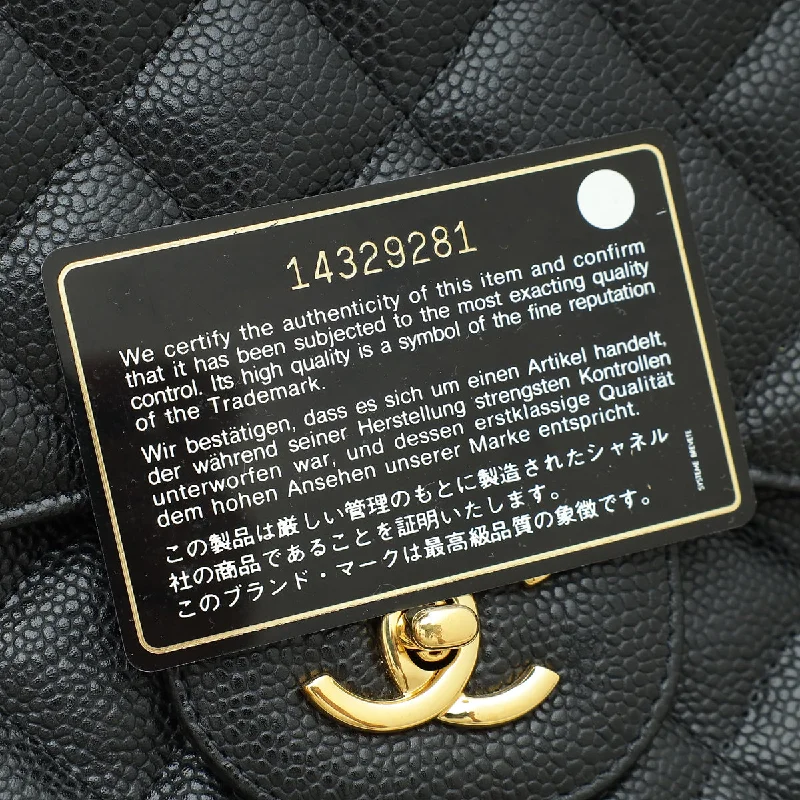 14329281
We certify the authenticity of this item and confirm
that it has been subjected to the most exacting quality
control. Its high quality is a symbol of the fine reputation
of the Trademark.
Wir bestätigen, dass es sich um einen Artikel handelt,
der während seiner Herstellung strengsten Kontrollen
unterworfen war, und dessen erstklassige Qualität
dem hohen Ansehen unserer Marke entspricht.
この製品は厳しい管理のもとに製造されたシャネル
社の商品であることを証明いたします。
このブランド・マークは最高級品質の象徴です。
SYSTEME BREVETE